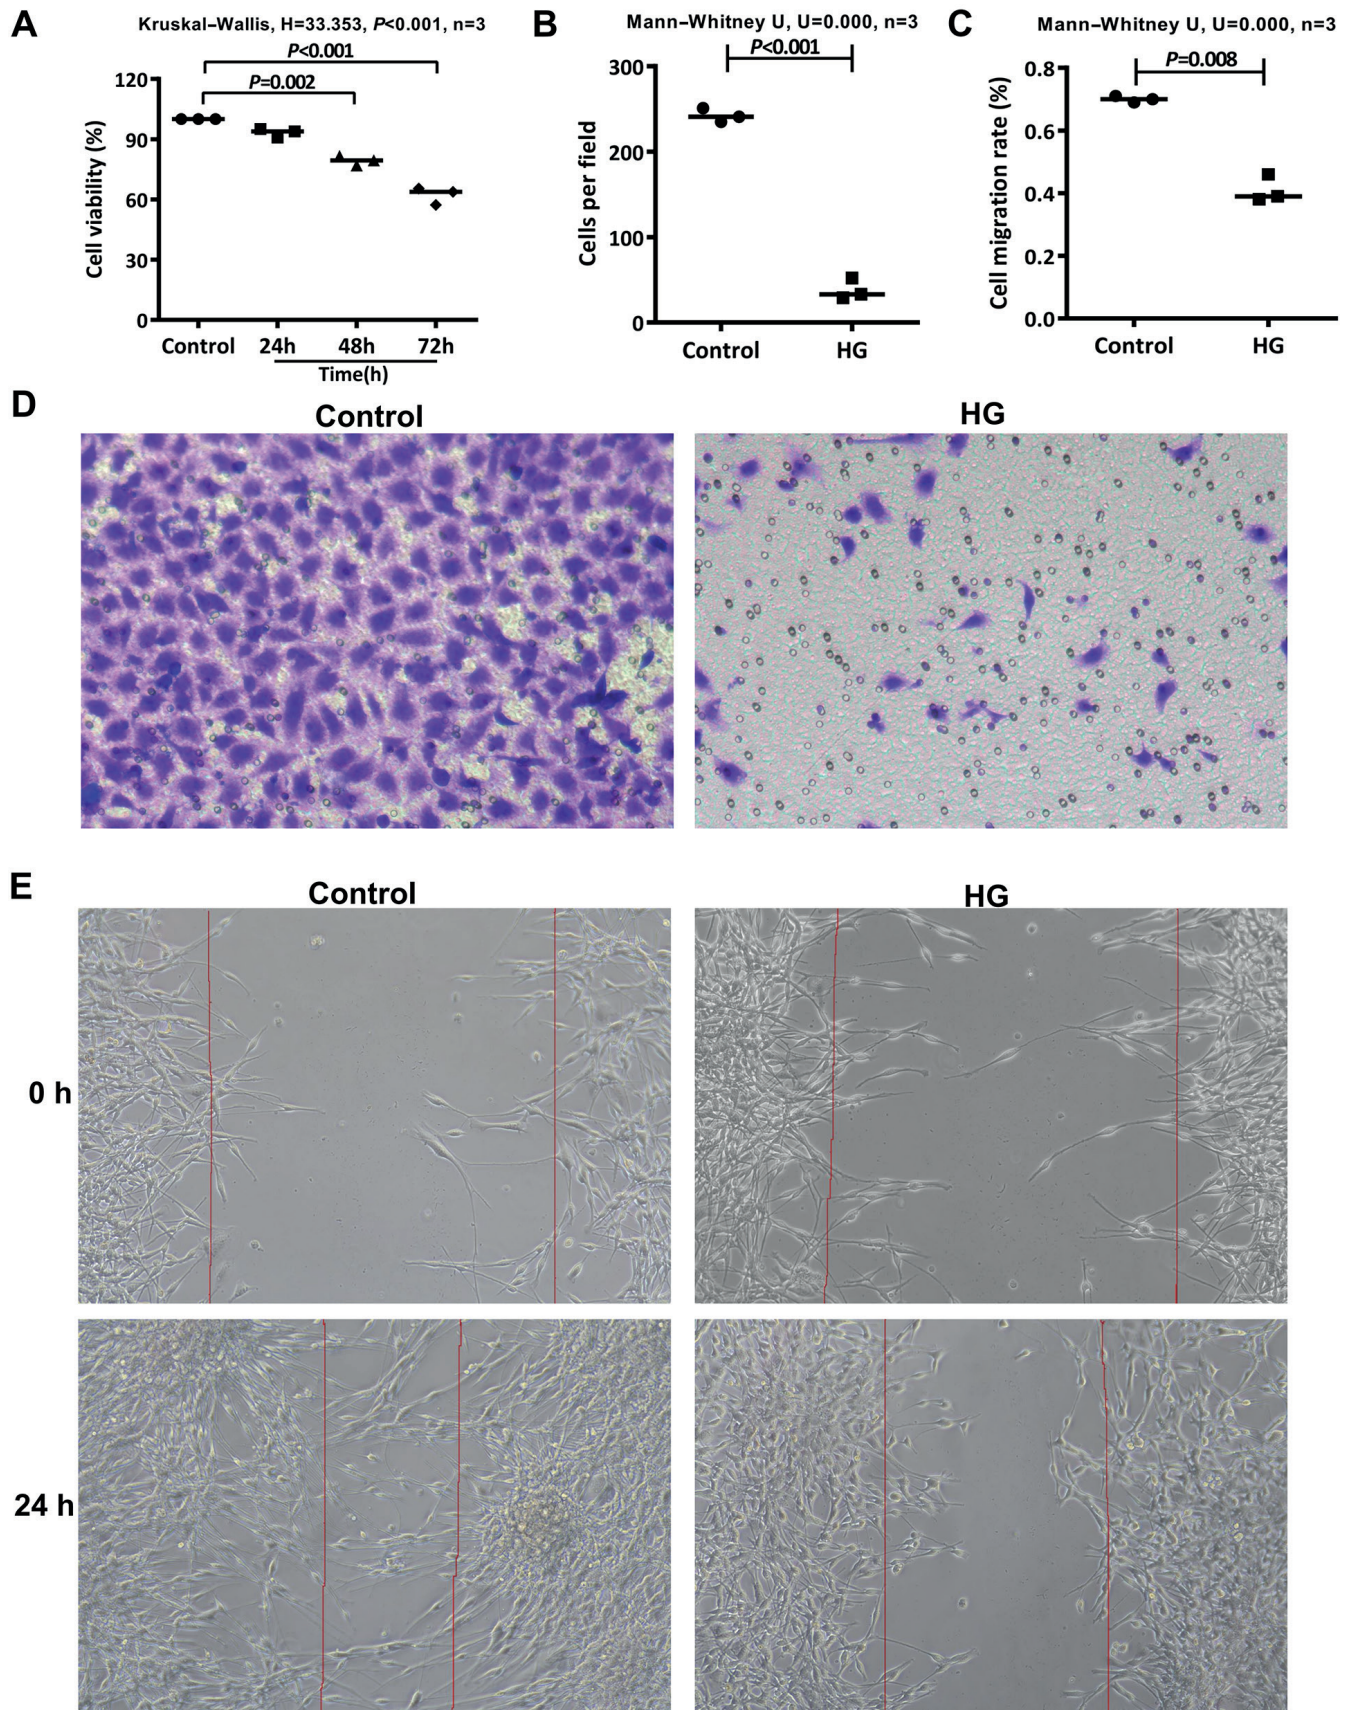 A
Kruskal–Wallis, H=33.353, P<0.001, n=3
P<0.001
P=0.002
Cell viability (%)
120
90
60
30
0
Control 24h 48h 72h
Time(h)
B
Mann–Whitney U, U=0.000, n=3
P<0.001
Cells per field
300
200
100
0
Control HG
C
Mann–Whitney U, U=0.000, n=3
P=0.008
Cell migration rate (%)
0.8
0.6
0.4
0.2
0.0
Control HG
D
Control HG
E
Control HG
0 h
24 h